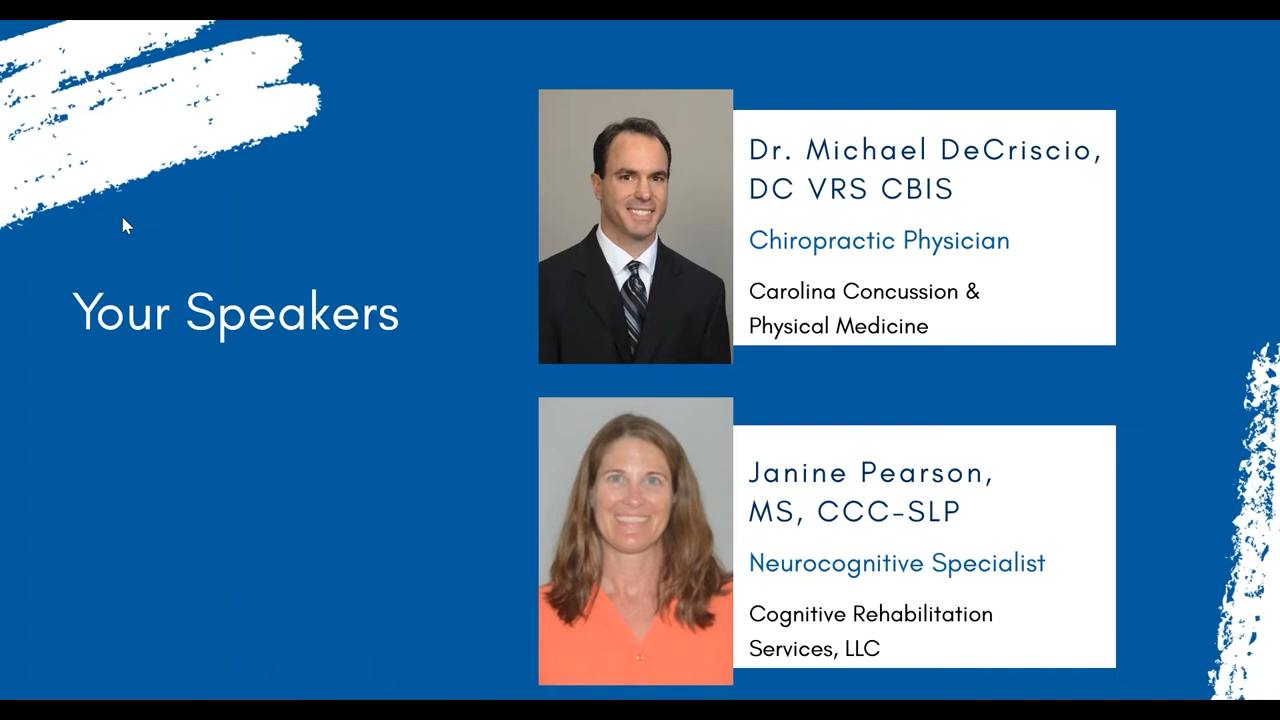 Your Speakers
Dr. Michael DeCriscio,
DC VRS CBIS
Chiropractic Physician
Carolina Concussion &
Physical Medicine
Janine Pearson,
MS, CCC-SLP
Neurocognitive Specialist
Cognitive Rehabilitation
Services, LLC